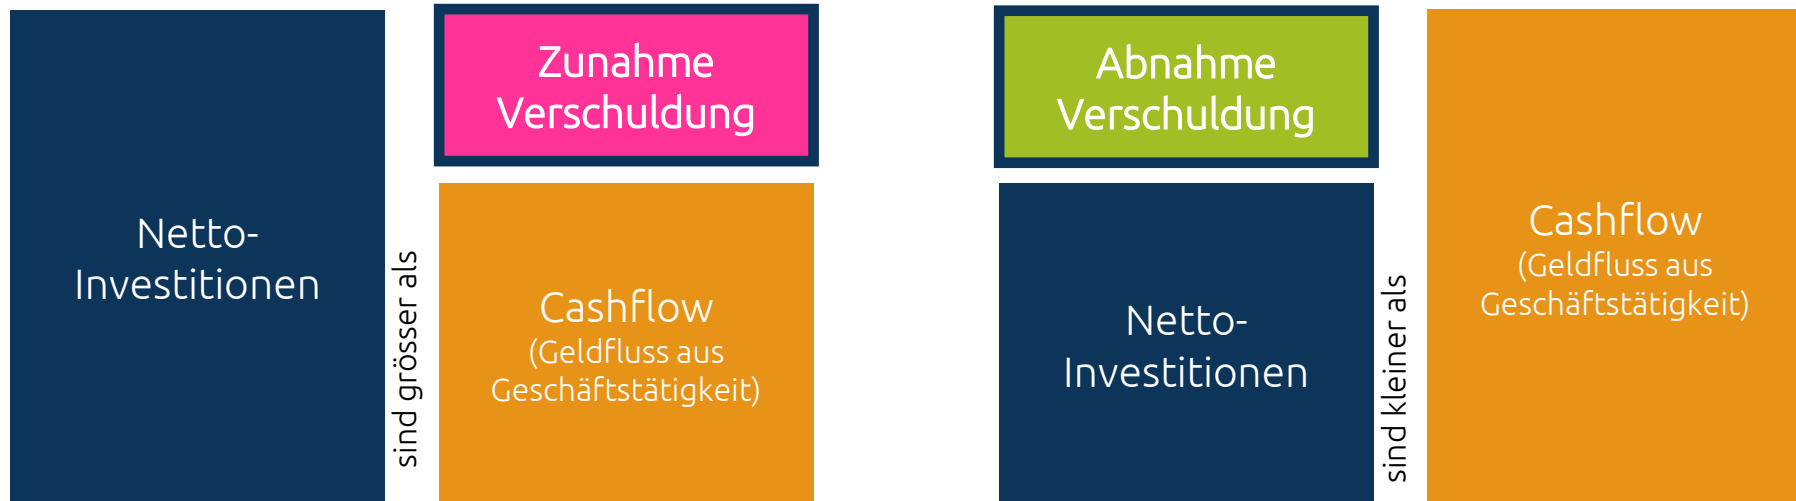 Netto-
Investitionen
sind grösser als
Zunahme
Verschuldung
Cashflow
(Geldfluss aus
Geschäftstätigkeit)
Abnahme
Verschuldung
Netto-
Investitionen
sind kleiner als
Cashflow
(Geldfluss aus
Geschäftstätigkeit)